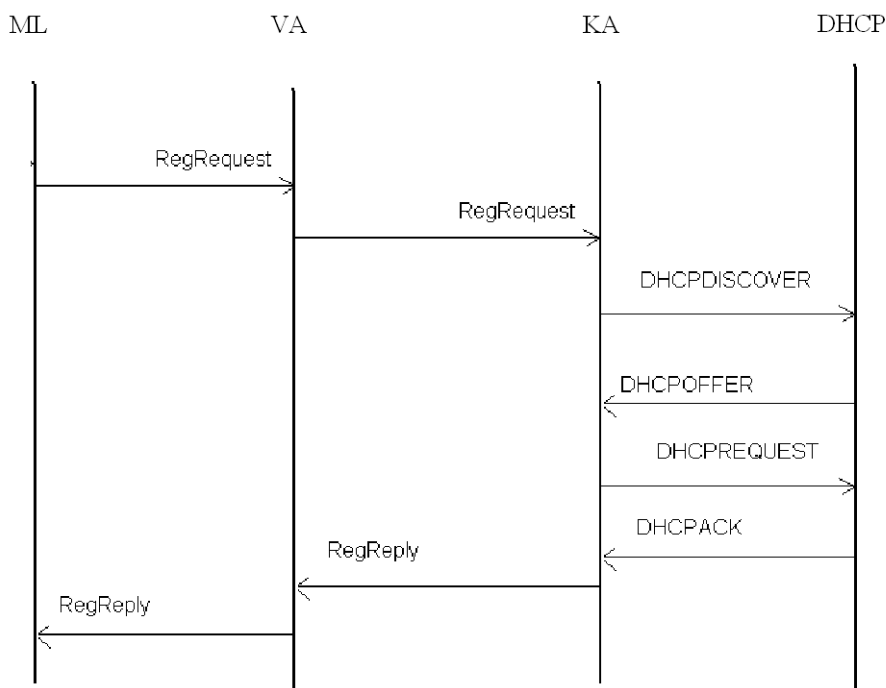 ML VA KA DHCP
RegRequest
RegRequest
DHCPDISCOVER
DHCPOFFER
DHCPREQUEST
DHCPACK
RegReply
RegReply